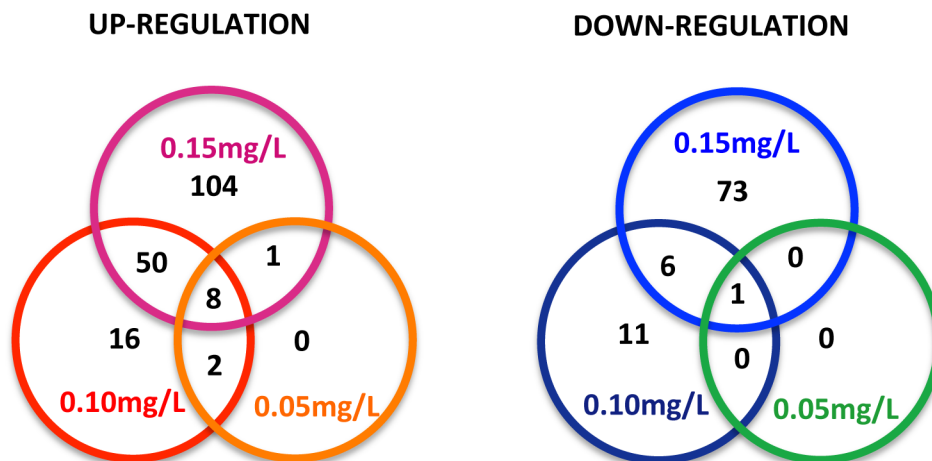 UP-REGULATION
0.15mg/L
104
50
1
8
16
2
0
0.10mg/L
0.05mg/L
DOWN-REGULATION
0.15mg/L
73
6
0
1
11
0
0
0.10mg/L
0.05mg/L